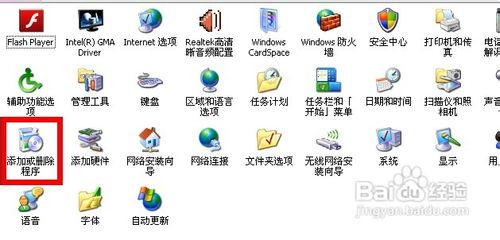 Flash Player
Intel(R) GMA Driver
Internet 选项
Realtek高清晰音频配置
Windows CardSpace
Windows 防火墙
安全中心
打印机和传真
辅助功能选项
管理工具
键盘
区域和语言选项
任务计划
任务栏和「开始」菜单
日期和时间
扫描仪和照相机
添加或删除程序
添加硬件
网络安装向导
网络连接
文件夹选项
无线网络安装向导
系统
显示
语音
字体
自动更新
Baidu 经验
jingyan.baidu.com